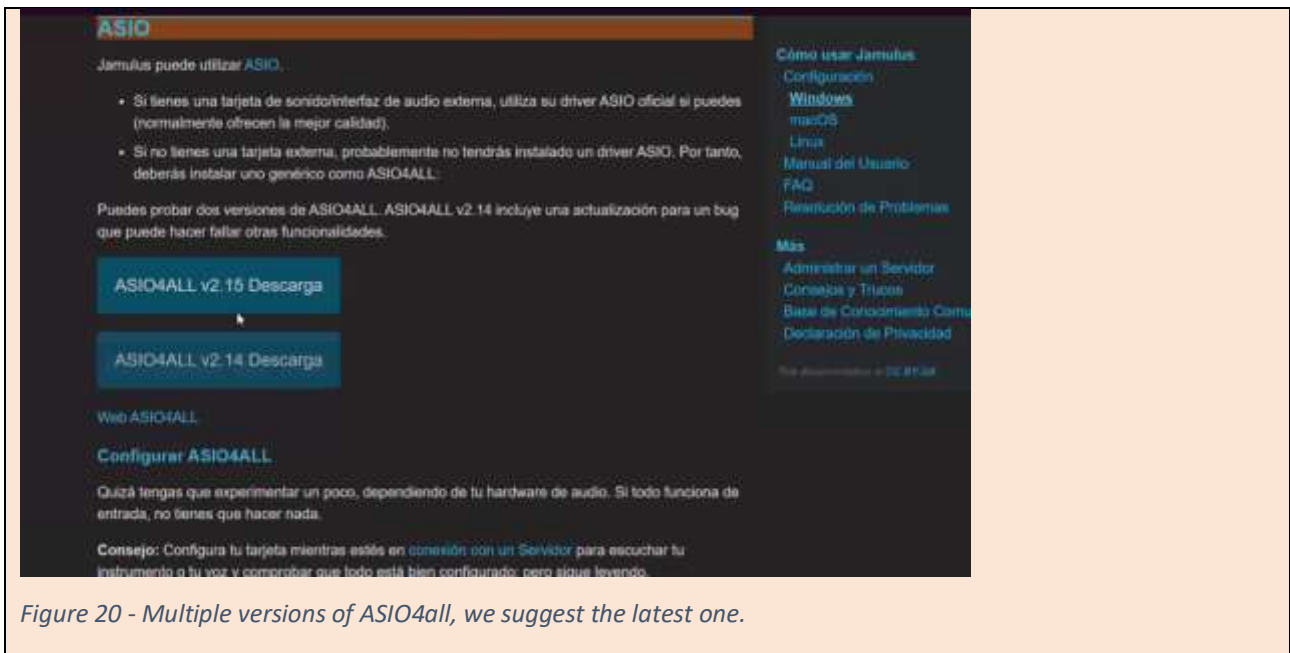 ASIO
Jamulus puede utilizar ASIO.
• Si tienes una tarjeta de sonido/interfaz de audio externa, utiliza su driver ASIO oficial si puedes
(normalmente ofrecen la mejor calidad).
• Si no tienes una tarjeta externa, probablemente no tendrás instalado un driver ASIO. Por tanto,
deberás instalar uno genérico como ASIO4ALL:
Puedes probar dos versiones de ASIO4ALL. ASIO4ALL v2.14 incluye una actualización para un bug
que puede hacer fallar otras funcionalidades.
ASIO4ALL v2.15 Descarga
ASIO4ALL v2.14 Descarga
Web ASIO4ALL
Configurar ASIO4ALL
Quizá tengas que experimentar un poco, dependiendo de tu hardware de audio. Si todo funciona de
entrada, no tienes que hacer nada.
Consejo: Configura tu tarjeta mientras estés en conexión con un Servidor para escuchar tu
instrumento o tu voz y comprobar que todo está bien configurado; pero sigue leyendo.
Cómo usar Jamulus
Configuración
Windows
macOS
Linux
Manual del Usuario
FAQ
Resolución de Problemas
Más
Administrar un Servidor
Consejos y Trucos
Base de Conocimiento Comu
Declaración de Privacidad
Figure 20 - Multiple versions of ASIO4all, we suggest the latest one.